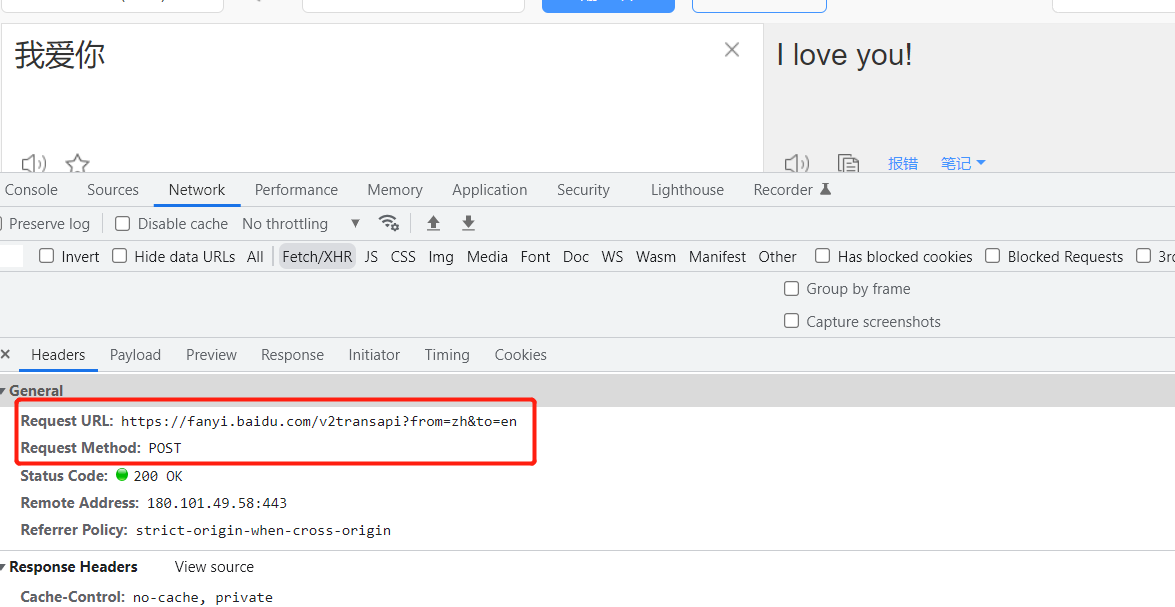 我爱你
I love you!
报错 笔记
Console Sources Network Performance Memory Application Security Lighthouse Recorder
Preserve log Disable cache No throttling
Invert Hide data URLs All Fetch/XHR JS CSS Img Media Font Doc WS Wasm Manifest Other Has blocked cookies Blocked Requests 3r
Group by frame
Capture screenshots
× Headers Payload Preview Response Initiator Timing Cookies
General
Request URL: https://fanyi.baidu.com/v2transapi?from=zh&to=en
Request Method: POST
Status Code: 200 OK
Remote Address: 180.101.49.58:443
Referrer Policy: strict-origin-when-cross-origin
Response Headers View source
Cache-Control: no-cache, private